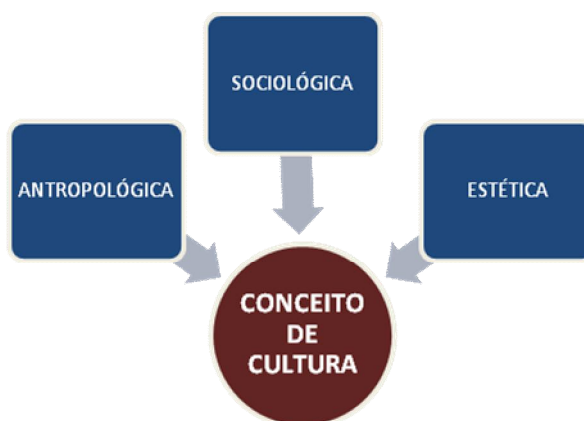 SOCIOLÓGICA
ANTROPOLÓGICA
ESTÉTICA
CONCEITO
DE
CULTURA